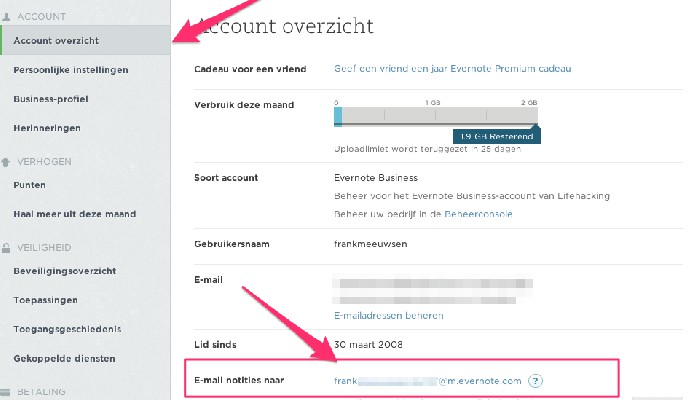 ACCOUNT
Account overzicht
Persoonlijke instellingen
Business-profiel
Herinneringen
VERHOGEN
Punten
Haal meer uit deze maand
VEILIGHEID
Beveiligingsoverzicht
Toepassingen
Toegangsgeschiedenis
Gekoppelde diensten
BETALING
Account overzicht
Cadeau voor een vriend Geef een vriend een jaar Evernote Premium cadeau
Verbruik deze maand 0 1 GB 2 GB
1.9 GB Resterend
Uploadlimiet wordt teruggezet in 25 dagen
Soort account Evernote Business
Beheer voor het Evernote Business-account van Lifehacking
Beheer uw bedrijf in de Beheerconsole
Gebruikersnaam frankmeeuwsen
E-mail
E-mailadressen beheren
Lid sinds 30 maart 2008
E-mail notities naar frank @m.evernote.com ?